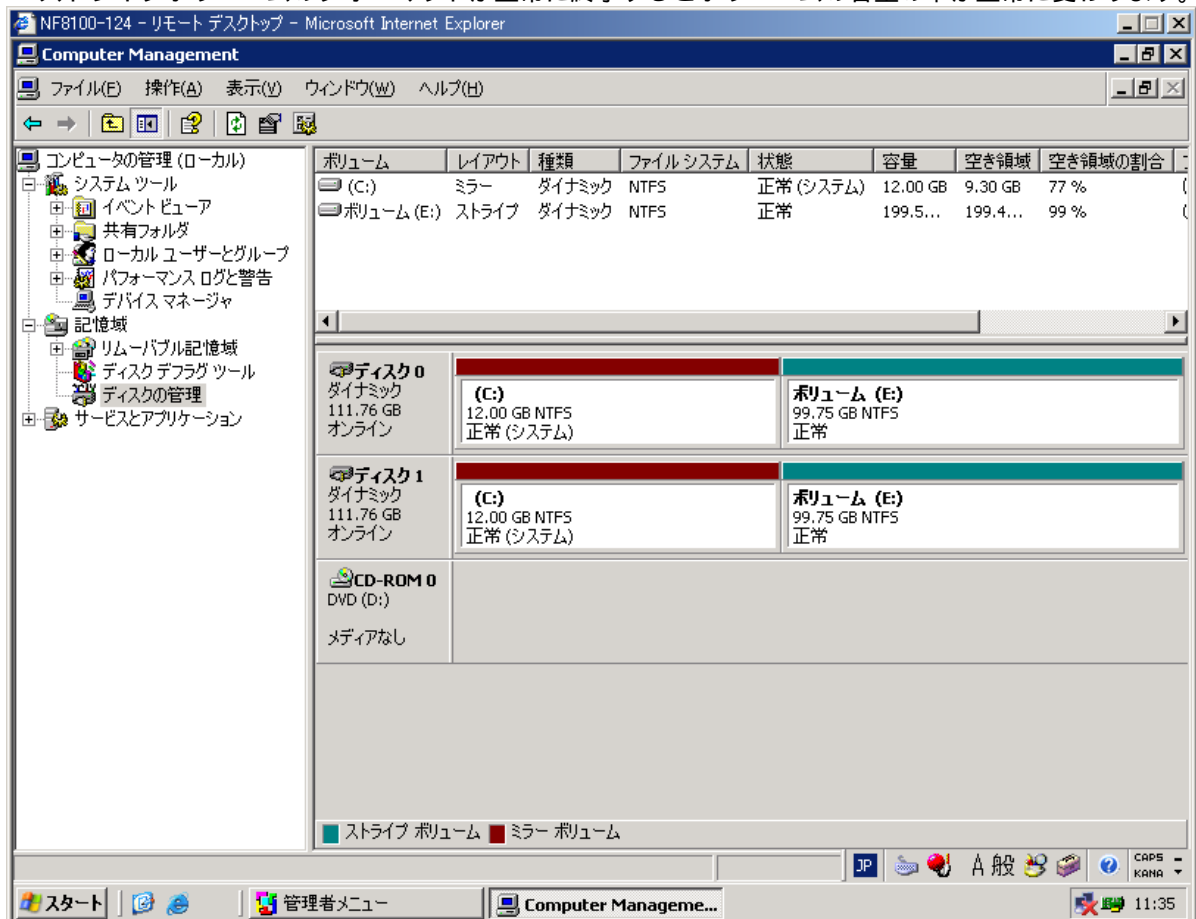 NF8100-124 - リモート デスクトップ - Microsoft Internet Explorer
Computer Management
ファイル(F) 操作(A) 表示(V) ウィンドウ(W) ヘルプ(H)
コンピュータの管理 (ローカル)
システム ツール
イベント ビューア
共有フォルダ
ローカル ユーザーとグループ
パフォーマンス ログと警告
デバイス マネージャ
記憶域
リムーバブル記憶域
ディスク デフラグ ツール
ディスクの管理
サービスとアプリケーション
ボリューム レイアウト 種類 ファイル システム 状態 容量 空き領域 空き領域の割合
(C:) ミラー ダイナミック NTFS 正常 (システム) 12.00 GB 9.30 GB 77 %
ボリューム (E:) ストライプ ダイナミック NTFS 正常 199.5... 199.4... 99 %
ディスク 0
ダイナミック
111.76 GB
オンライン
(C:)
12.00 GB NTFS
正常 (システム)
ボリューム (E:)
99.75 GB NTFS
正常
ディスク 1
ダイナミック
111.76 GB
オンライン
(C:)
12.00 GB NTFS
正常 (システム)
ボリューム (E:)
99.75 GB NTFS
正常
CD-ROM 0
DVD (D:)
メディアなし
ストライプ ボリューム ミラー ボリューム
JP A 般 CAPS
KANA
スタート 管理者メニュー Computer Manageme... 11:35